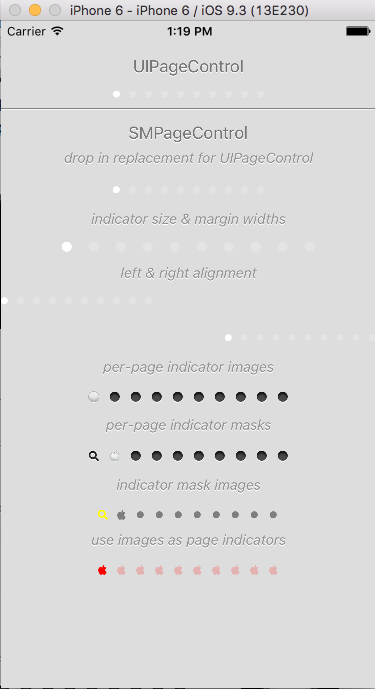 iPhone 6 - iPhone 6 / iOS 9.3 (13E230)
Carrier 1:19 PM
UIPageControl
SMPageControl
drop in replacement for UIPageControl
indicator size & margin widths
left & right alignment
per-page indicator images
per-page indicator masks
indicator mask images
use images as page indicators